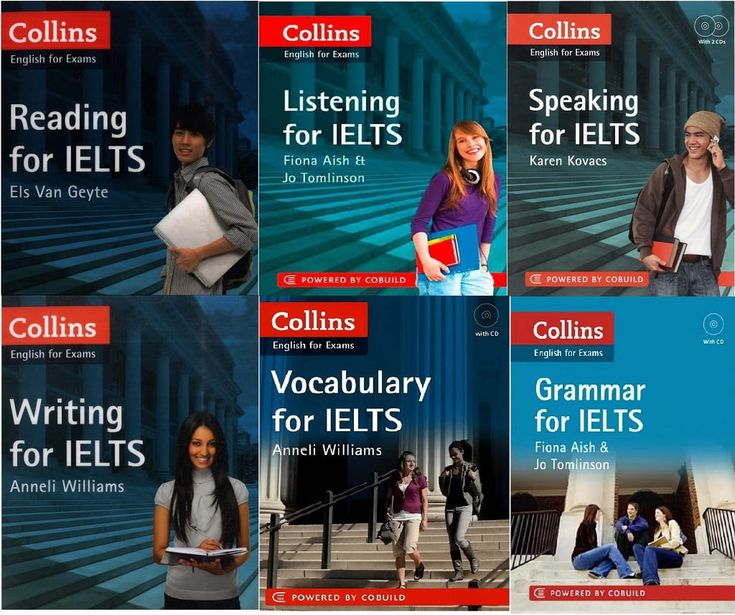 Collins
English for Exams
Reading
for IELTS
Els Van Geyte
Collins
English for Exams
Listening
for IELTS
Fiona Aish &
Jo Tomlinson
POWERED BY COBUILD
With 2 CDs
Collins
English for Exams
Speaking
for IELTS
Karen Kovacs
POWERED BY COBUILD
Collins
English for Exams
Writing
for IELTS
Anneli Williams
with CD
Collins
English for Exams
Vocabulary
for IELTS
Anneli Williams
POWERED BY COBUILD
With CD
Collins
English for Exams
Grammar
for IELTS
Fiona Aish &
Jo Tomlinson
POWERED BY COBUILD